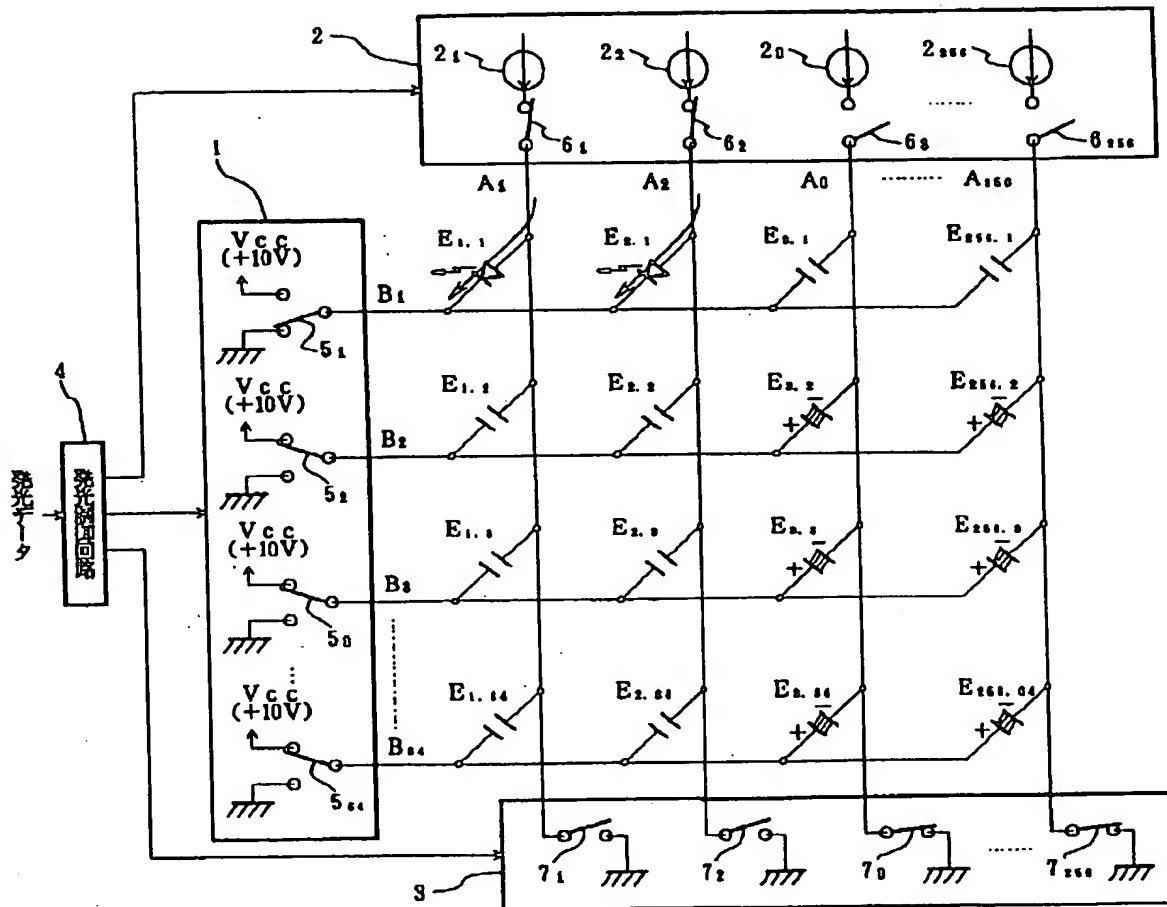 2
2₁
2₂
2₃
2₂₅₆
6₁
6₂
6₃
6₂₅₆
A₁
A₂
A₃
A₂₅₆
1
Vcc
(+10V)
5₁
B₁
E₁.₁
E₂.₁
E₃.₁
E₂₅₆.₁
Vcc
(+10V)
5₂
B₂
E₁.₂
E₂.₂
E₃.₂
E₂₅₆.₂
+ −
+ −
4
発光データ
発光制御回路
Vcc
(+10V)
5₃
B₃
E₁.₃
E₂.₃
E₃.₃
E₂₅₆.₃
+ −
+ −
Vcc
(+10V)
5₆₄
B₆₄
E₁.₆₄
E₂.₆₄
E₃.₆₄
E₂₅₆.₆₄
+ −
+ −
7₁
7₂
7₃
7₂₅₆
3